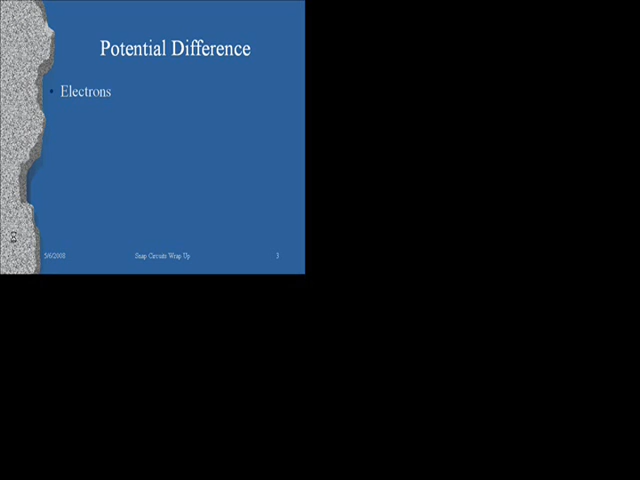 Potential Difference
• Electrons
5/6/2008 Snap Circuits Wrap Up 3